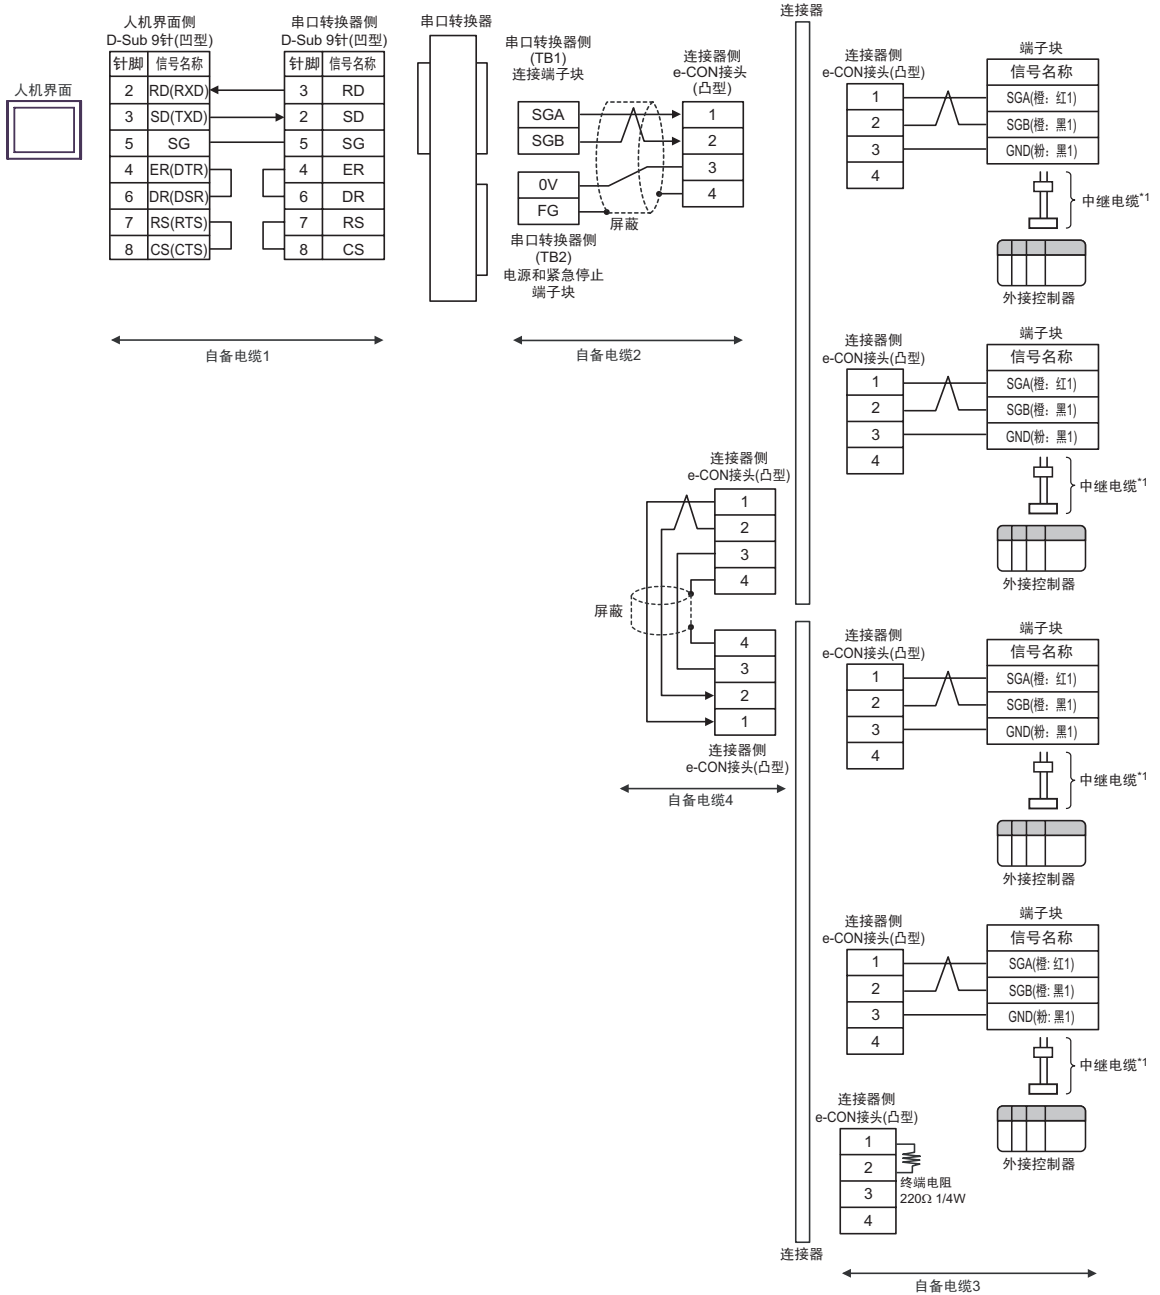 人机界面
人机界面侧
D-Sub 9针(凹型)
针脚 信号名称
2 RD(RXD)
3 SD(TXD)
5 SG
4 ER(DTR)
6 DR(DSR)
7 RS(RTS)
8 CS(CTS)
串口转换器侧
D-Sub 9针(凹型)
针脚 信号名称
3 RD
2 SD
5 SG
4 ER
6 DR
7 RS
8 CS
自备电缆1
串口转换器
串口转换器侧
(TB1)
连接端子块
SGA
SGB
0V
FG
串口转换器侧
(TB2)
电源和紧急停止
端子块
屏蔽
连接器侧
e-CON接头
(凸型)
1
2
3
4
自备电缆2
连接器侧
e-CON接头(凸型)
1
2
3
4
屏蔽
4
3
2
1
连接器侧
e-CON接头(凸型)
自备电缆4
连接器
连接器侧
e-CON接头(凸型)
1
2
3
4
端子块
信号名称
SGA(橙：红1)
SGB(橙：黑1)
GND(粉：黑1)
中继电缆*1
外接控制器
连接器侧
e-CON接头(凸型)
1
2
3
4
端子块
信号名称
SGA(橙：红1)
SGB(橙：黑1)
GND(粉：黑1)
中继电缆*1
外接控制器
连接器侧
e-CON接头(凸型)
1
2
3
4
端子块
信号名称
SGA(橙：红1)
SGB(橙：黑1)
GND(粉：黑1)
中继电缆*1
外接控制器
连接器侧
e-CON接头(凸型)
1
2
3
4
端子块
信号名称
SGA(橙: 红1)
SGB(橙: 黑1)
GND(粉: 黑1)
中继电缆*1
外接控制器
连接器侧
e-CON接头(凸型)
1
2
3
4
终端电阻
220Ω 1/4W
连接器
自备电缆3